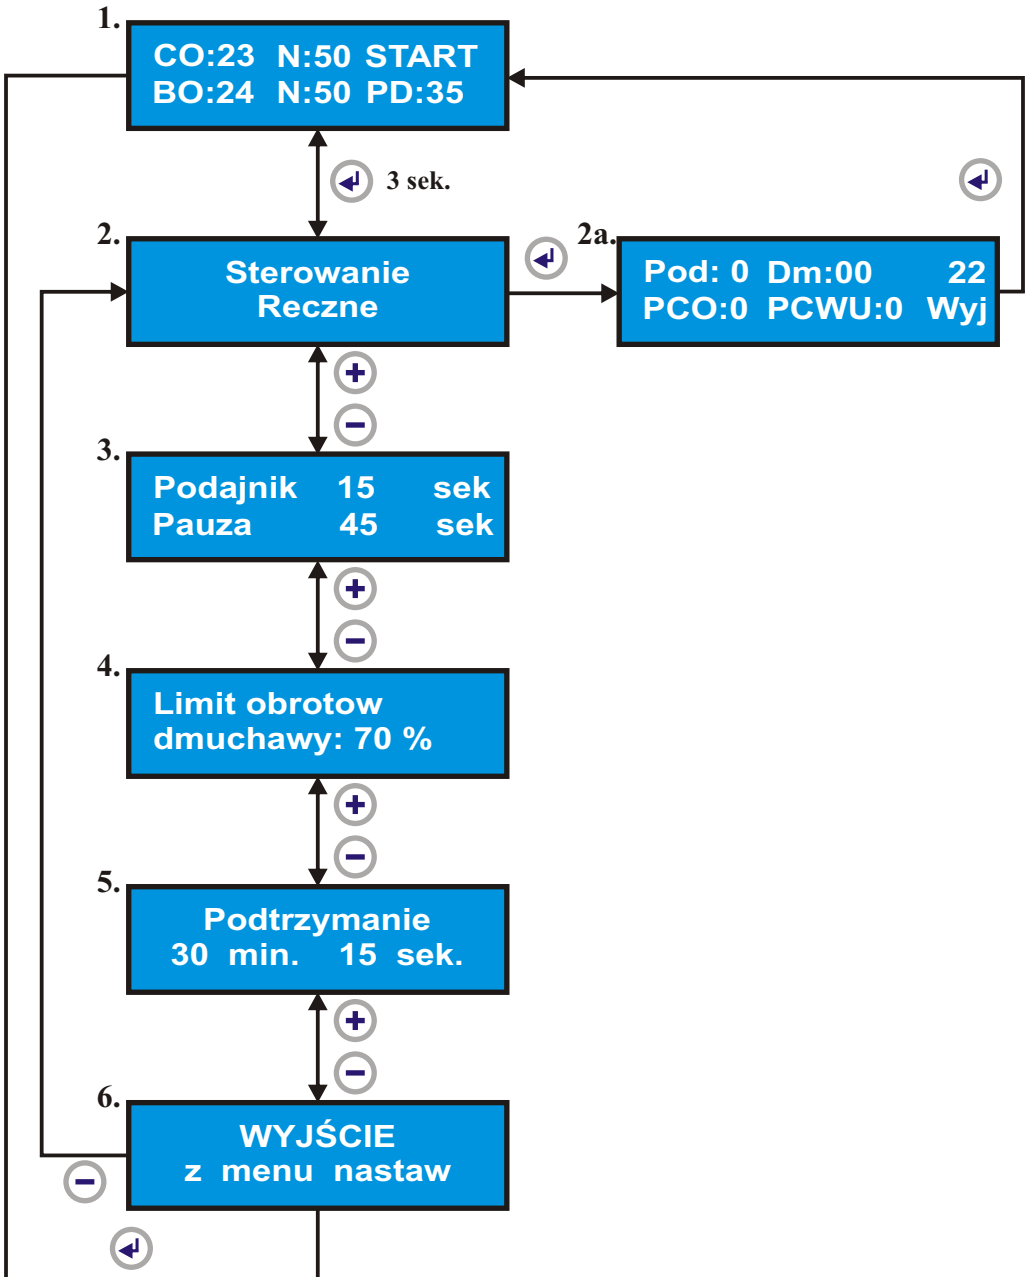 1.
CO:23 N:50 START
BO:24 N:50 PD:35
3 sek.
2.
Sterowanie
Reczne
2a.
Pod: 0 Dm:00 22
PCO:0 PCWU:0 Wyj
3.
Podajnik 15 sek
Pauza 45 sek
4.
Limit obrotow
dmuchawy: 70 %
5.
Podtrzymanie
30 min. 15 sek.
6.
WYJŚCIE
z menu nastaw